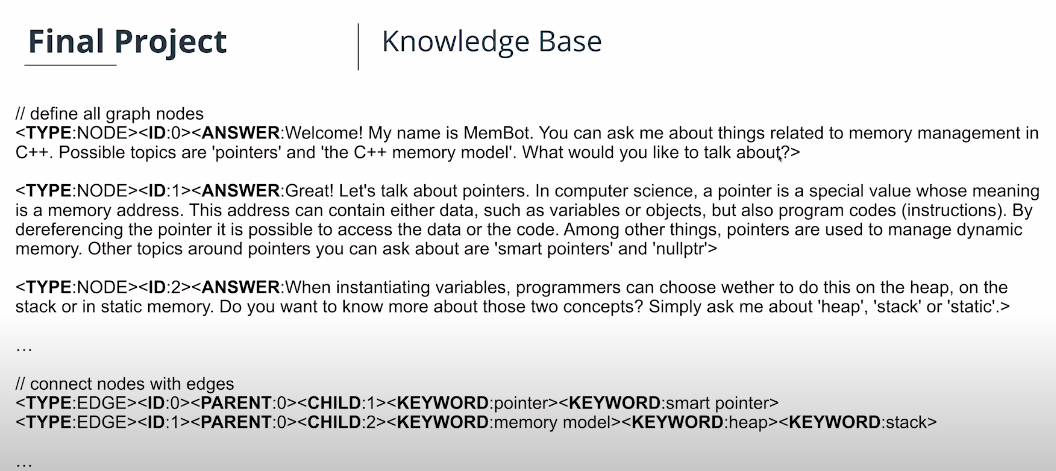 Final Project
Knowledge Base
// define all graph nodes
<TYPE:NODE><ID:0><ANSWER:Welcome! My name is MemBot. You can ask me about things related to memory management in
C++. Possible topics are 'pointers' and 'the C++ memory model'. What would you like to talk about?>
<TYPE:NODE><ID:1><ANSWER:Great! Let's talk about pointers. In computer science, a pointer is a special value whose meaning
is a memory address. This address can contain either data, such as variables or objects, but also program codes (instructions). By
dereferencing the pointer it is possible to access the data or the code. Among other things, pointers are used to manage dynamic
memory. Other topics around pointers you can ask about are 'smart pointers' and 'nullptr'>
<TYPE:NODE><ID:2><ANSWER:When instantiating variables, programmers can choose wether to do this on the heap, on the
stack or in static memory. Do you want to know more about those two concepts? Simply ask me about 'heap', 'stack' or 'static'.>
...
// connect nodes with edges
<TYPE:EDGE><ID:0><PARENT:0><CHILD:1><KEYWORD:pointer><KEYWORD:smart pointer>
<TYPE:EDGE><ID:1><PARENT:0><CHILD:2><KEYWORD:memory model><KEYWORD:heap><KEYWORD:stack>
...